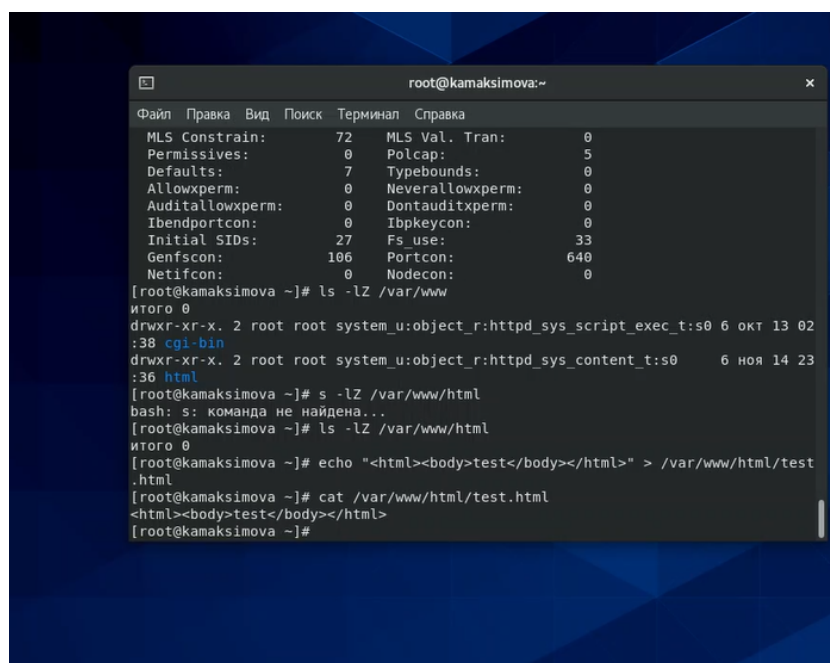 root@kamaksimova:~
×
Файл Правка Вид Поиск Терминал Справка
MLS Constrain: 72 MLS Val. Tran: 0
Permissives: 0 Polcap: 5
Defaults: 7 Typebounds: 0
Allowxperm: 0 Neverallowxperm: 0
Auditallowxperm: 0 Dontauditxperm: 0
Ibendportcon: 0 Ibpkeycon: 0
Initial SIDs: 27 Fs_use: 33
Genfscon: 106 Portcon: 640
Netifcon: 0 Nodecon: 0
[root@kamaksimova ~]# ls -lZ /var/www
итого 0
drwxr-xr-x. 2 root root system_u:object_r:httpd_sys_script_exec_t:s0 6 окт 13 02
:38 cgi-bin
drwxr-xr-x. 2 root root system_u:object_r:httpd_sys_content_t:s0 6 ноя 14 23
:36 html
[root@kamaksimova ~]# s -lZ /var/www/html
bash: s: команда не найдена...
[root@kamaksimova ~]# ls -lZ /var/www/html
итого 0
[root@kamaksimova ~]# echo "<html><body>test</body></html>" > /var/www/html/test
.html
[root@kamaksimova ~]# cat /var/www/html/test.html
<html><body>test</body></html>
[root@kamaksimova ~]#